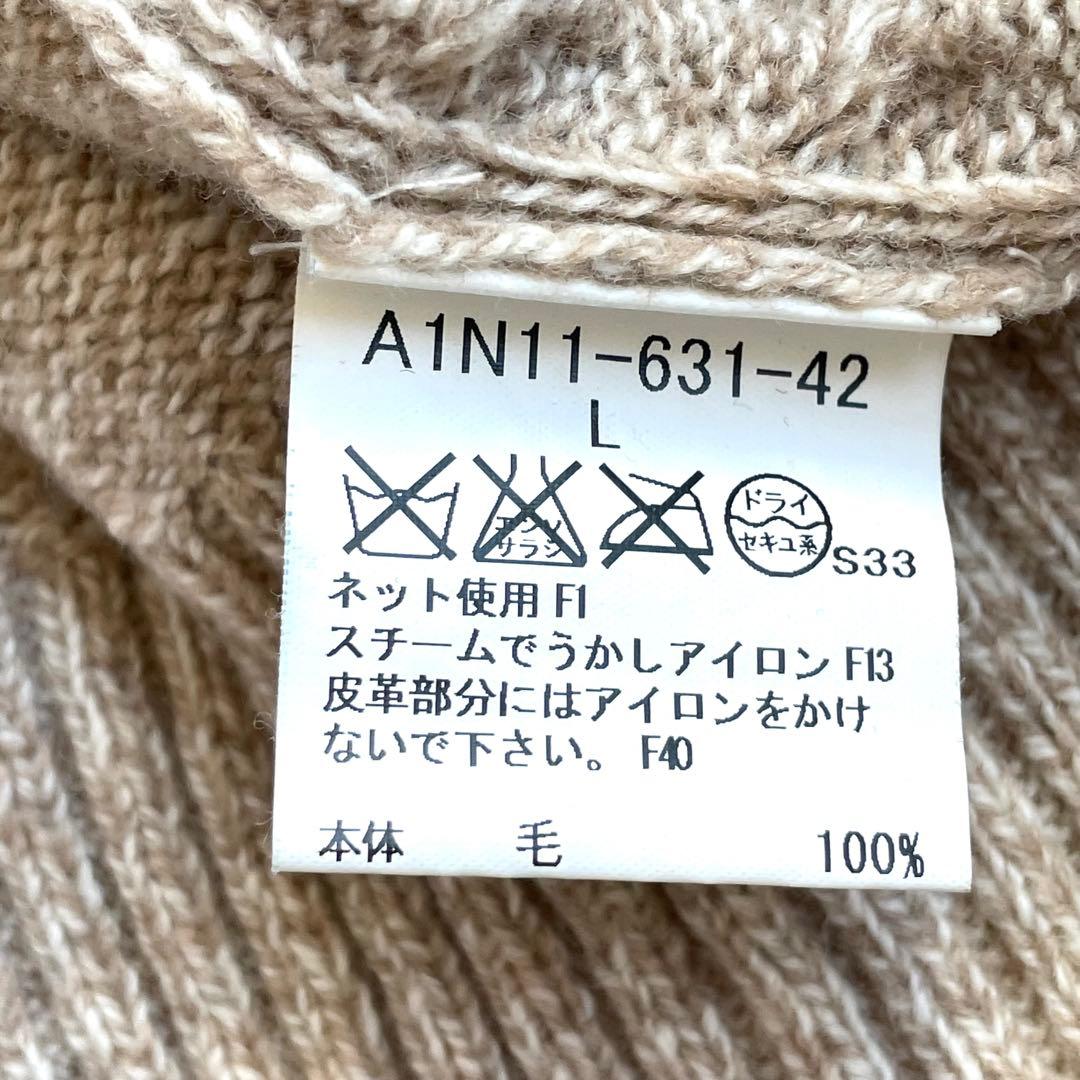 A1N11-631-42
L
エンソ
サラシ
ドライ
セキユ系
S33
ネット使用 F1
スチームでうかしアイロン F13
皮革部分にはアイロンをかけ
ないで下さい。 F40
本体 毛 100%